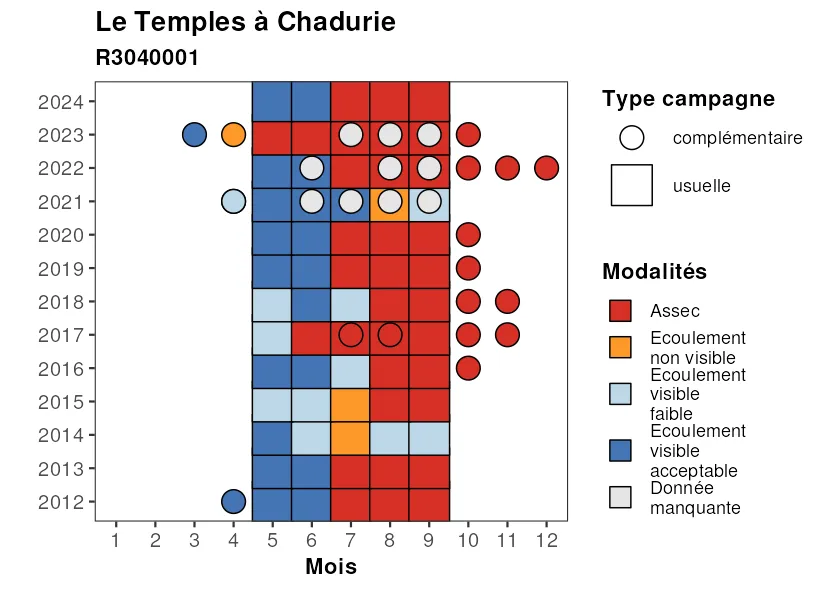 Le Temples à Chadurie
R3040001
2024
2023
2022
2021
2020
2019
2018
2017
2016
2015
2014
2013
2012
1 2 3 4 5 6 7 8 9 10 11 12
Mois
Type campagne
complémentaire
usuelle
Modalités
Assec
Ecoulement
non visible
Ecoulement
visible
faible
Ecoulement
visible
acceptable
Donnée
manquante